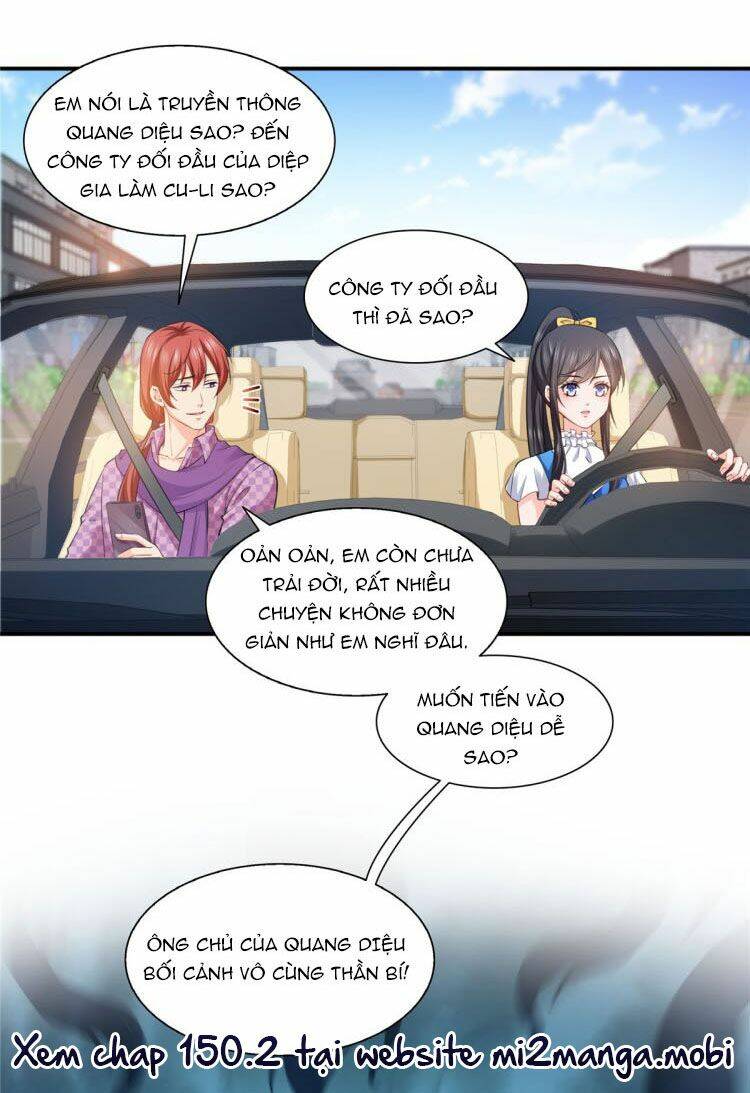 EM NÓI LÀ TRUYỀN THÔNG
QUANG DIỆU SAO? ĐẾN
CÔNG TY ĐỐI ĐẦU CỦA DIỆP
GIA LÀM CU-LI SAO?
CÔNG TY ĐỐI ĐẦU
THÌ ĐÃ SAO?
OẢN OẢN, EM CÒN CHƯA
TRẢI ĐỜI, RẤT NHIỀU
CHUYỆN KHÔNG ĐƠN
GIẢN NHƯ EM NGHĨ ĐÂU.
MUỐN TIẾN VÀO
QUANG DIỆU DỄ
SAO?
ÔNG CHỦ CỦA QUANG DIỆU
BỐI CẢNH VÔ CÙNG THẦN BÍ!
Xem chap 150.2 tại website mi2manga.mobi